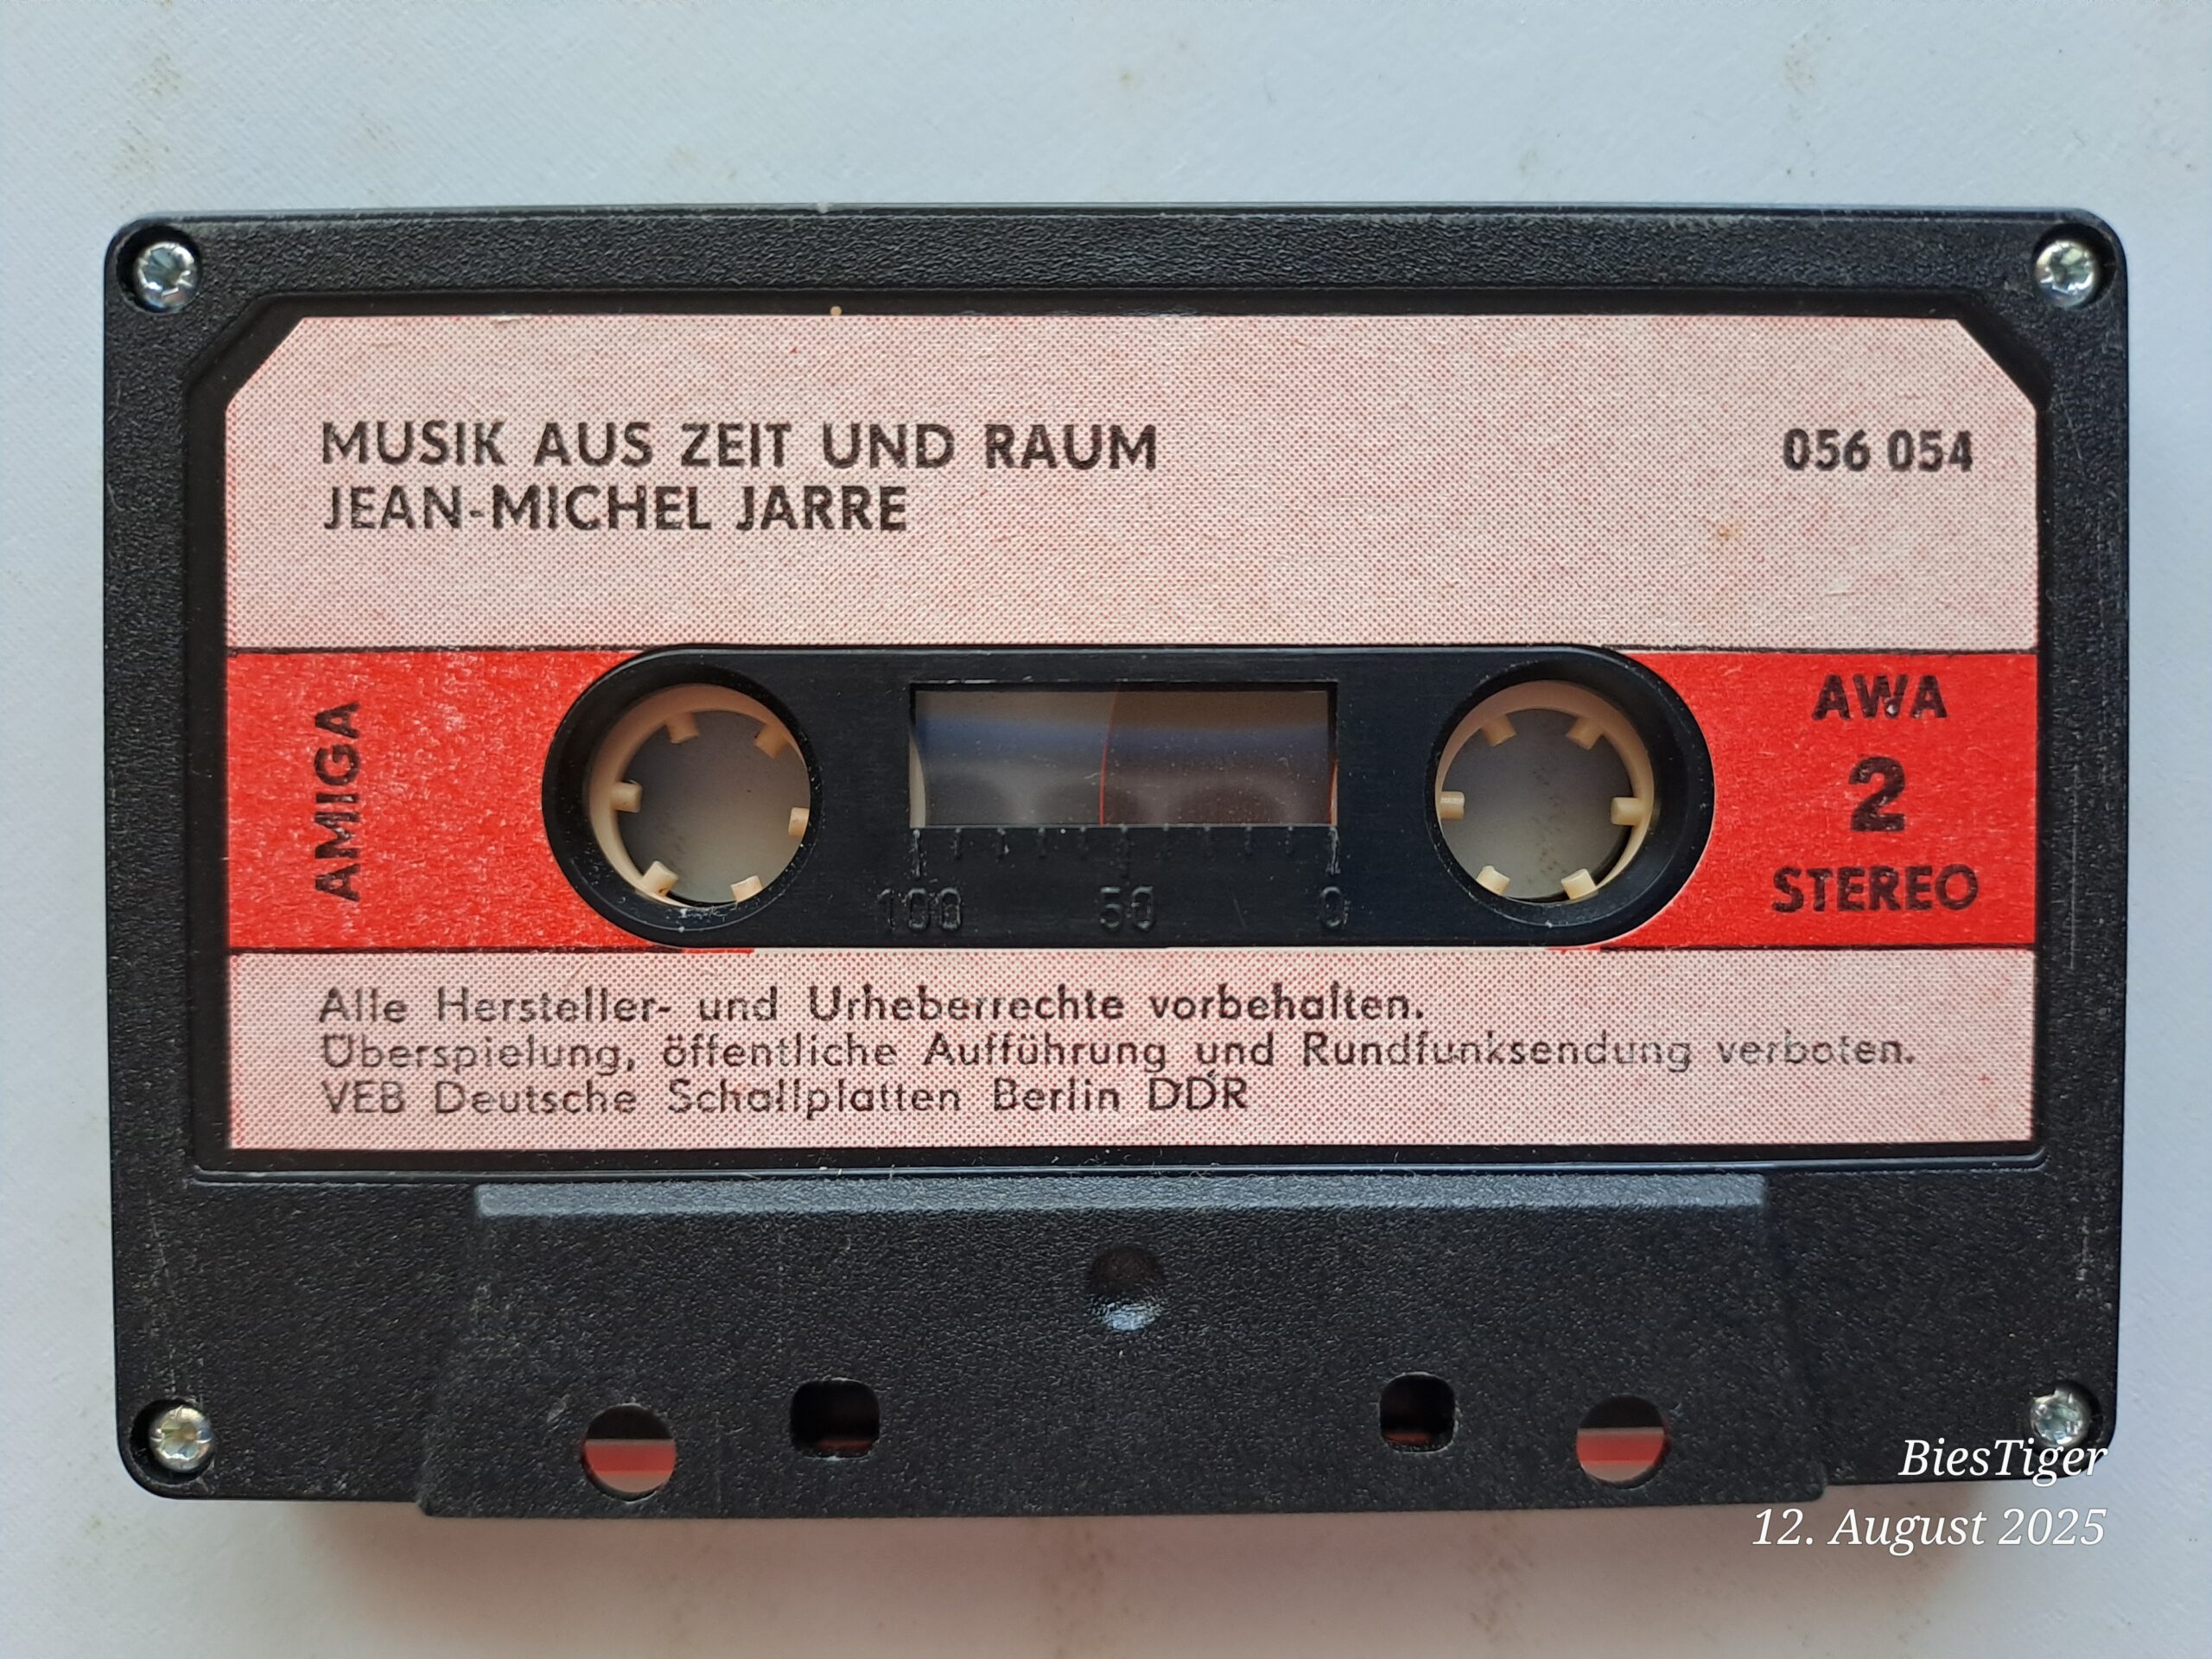 MUSIK AUS ZEIT UND RAUM
056 054
JEAN-MICHEL JARRE
AMIGA
AWA
2
STEREO
100 50 0
Alle Hersteller- und Urheberrechte vorbehalten.
Überspielung, öffentliche Aufführung und Rundfunksendung verboten.
VEB Deutsche Schallplatten Berlin DDR
BiesTiger
12. August 2025